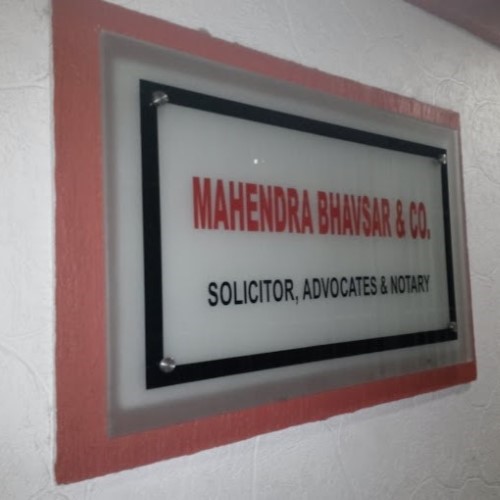 MAHENDRA BHAVSAR & CO.
SOLICITOR, ADVOCATES & NOTARY